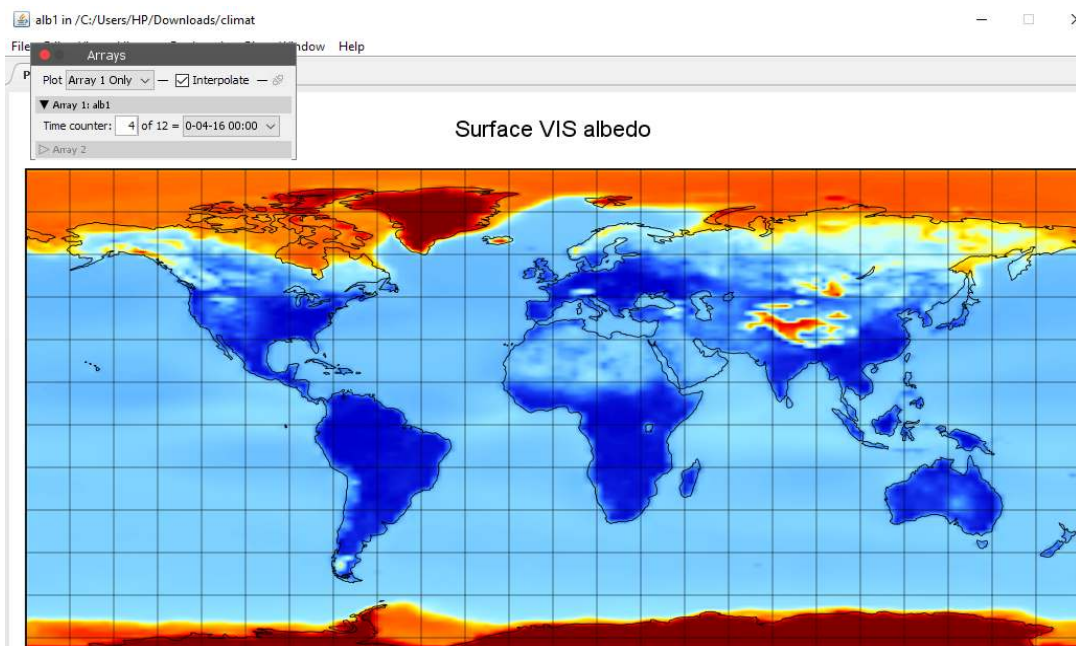 alb1 in /C:/Users/HP/Downloads/climat
File Window Help
Arrays
Plot Array 1 Only Interpolate
Array 1: alb1
Time counter: 4 of 12 = 0-04-16 00:00
Array 2
Surface VIS albedo